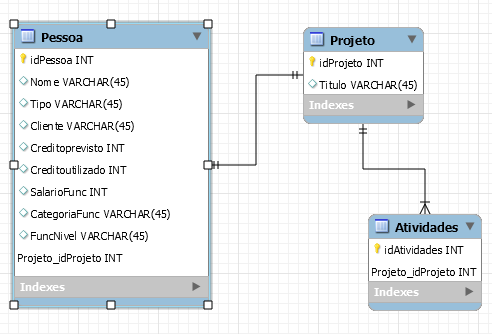 Pessoa
idPessoa INT
Nome VARCHAR(45)
Tipo VARCHAR(45)
Cliente VARCHAR(45)
Creditoprevisto INT
Creditoutilizado INT
SalarioFunc INT
CategoriaFunc VARCHAR(45)
FuncNivel VARCHAR(45)
Projeto_idProjeto INT
Indexes
Projeto
idProjeto INT
Titulo VARCHAR(45)
Indexes
Atividades
idAtividades INT
Projeto_idProjeto INT
Indexes